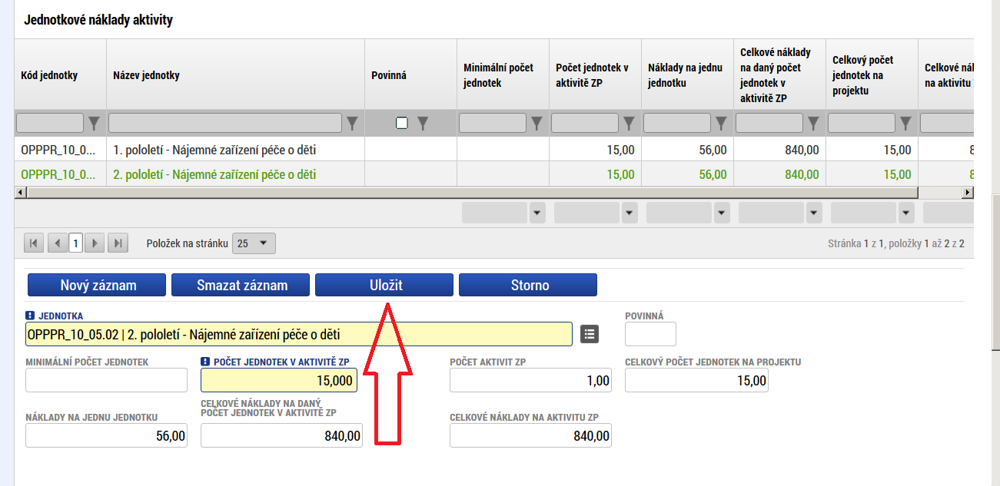 Jednotkové náklady aktivity
Kód jednotky
Název jednotky
Povinná
Minimální počet
jednotek
Počet jednotek v
aktivitě ZP
Náklady na jednu
jednotku
Celkové náklady
na daný počet
jednotek v
aktivitě ZP
Celkový počet
jednotek na
projektu
Celkové nál
na aktivitu
OPPPR_10_0... 1. pololetí - Nájemné zařízení péče o děti 15,00 56,00 840,00 15,00 8
OPPPR_10_0... 2. pololetí - Nájemné zařízení péče o děti 15,00 56,00 840,00 15,00 8
1 Položek na stránku 25 Stránka 1 z 1, položky 1 až 2 z 2
Nový záznam Smazat záznam Uložit Storno
JEDNOTKA POVINNÁ
OPPPR_10_05.02 | 2. pololetí - Nájemné zařízení péče o děti
MINIMÁLNÍ POČET JEDNOTEK POČET JEDNOTEK V AKTIVITĚ ZP POČET AKTIVIT ZP CELKOVÝ POČET JEDNOTEK NA PROJEKTU
15,000 1,00 15,00
NÁKLADY NA JEDNU JEDNOTKU
CELKOVÉ NÁKLADY NA DANÝ
POČET JEDNOTEK V AKTIVITĚ ZP
CELKOVÉ NÁKLADY NA AKTIVITU ZP
56,00 840,00 840,00